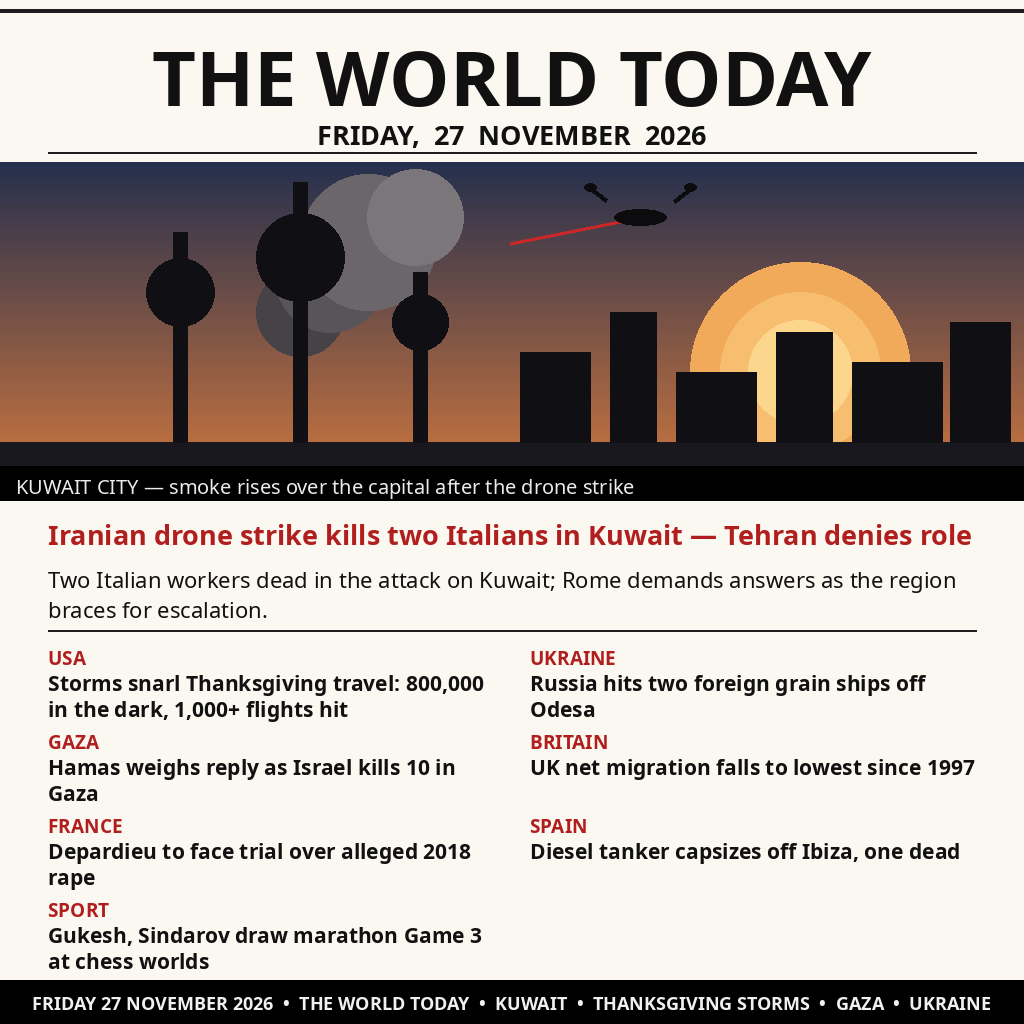 THE WORLD TODAY
FRIDAY, 27 NOVEMBER 2026
KUWAIT CITY — smoke rises over the capital after the drone strike
Iranian drone strike kills two Italians in Kuwait — Tehran denies role
Two Italian workers dead in the attack on Kuwait; Rome demands answers as the region
braces for escalation.
USA
Storms snarl Thanksgiving travel: 800,000
in the dark, 1,000+ flights hit
UKRAINE
Russia hits two foreign grain ships off
Odesa
GAZA
Hamas weighs reply as Israel kills 10 in
Gaza
BRITAIN
UK net migration falls to lowest since 1997
FRANCE
Depardieu to face trial over alleged 2018
rape
SPAIN
Diesel tanker capsizes off Ibiza, one dead
SPORT
Gukesh, Sindarov draw marathon Game 3
at chess worlds
FRIDAY 27 NOVEMBER 2026 • THE WORLD TODAY • KUWAIT • THANKSGIVING STORMS • GAZA • UKRAINE